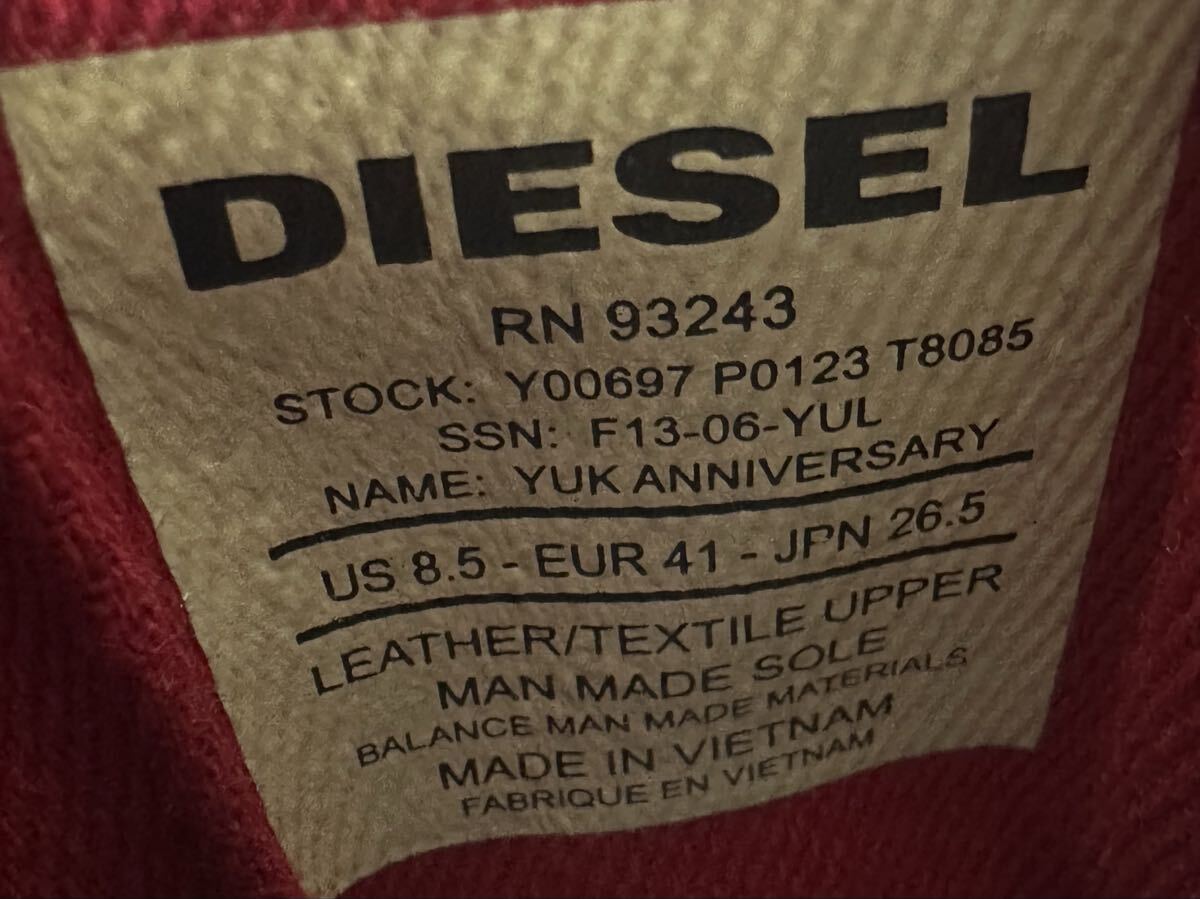 DIESEL
RN 93243
STOCK: Y00697 P0123 T8085
SSN: F13-06-YUL
NAME: YUK ANNIVERSARY
US 8.5 - EUR 41 - JPN 26.5
LEATHER/TEXTILE UPPER
MAN MADE SOLE
BALANCE MAN MADE MATERIALS
MADE IN VIETNAM
FABRIQUE EN VIETNAM